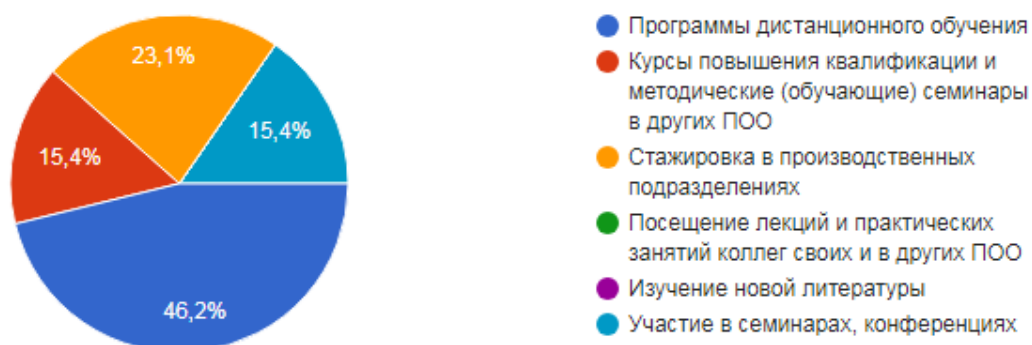 23,1%
15,4%
15,4%
46,2%
Программы дистанционного обучения
Курсы повышения квалификации и
методические (обучающие) семинары
в других ПОО
Стажировка в производственных
подразделениях
Посещение лекций и практических
занятий коллег своих и в других ПОО
Изучение новой литературы
Участие в семинарах, конференциях